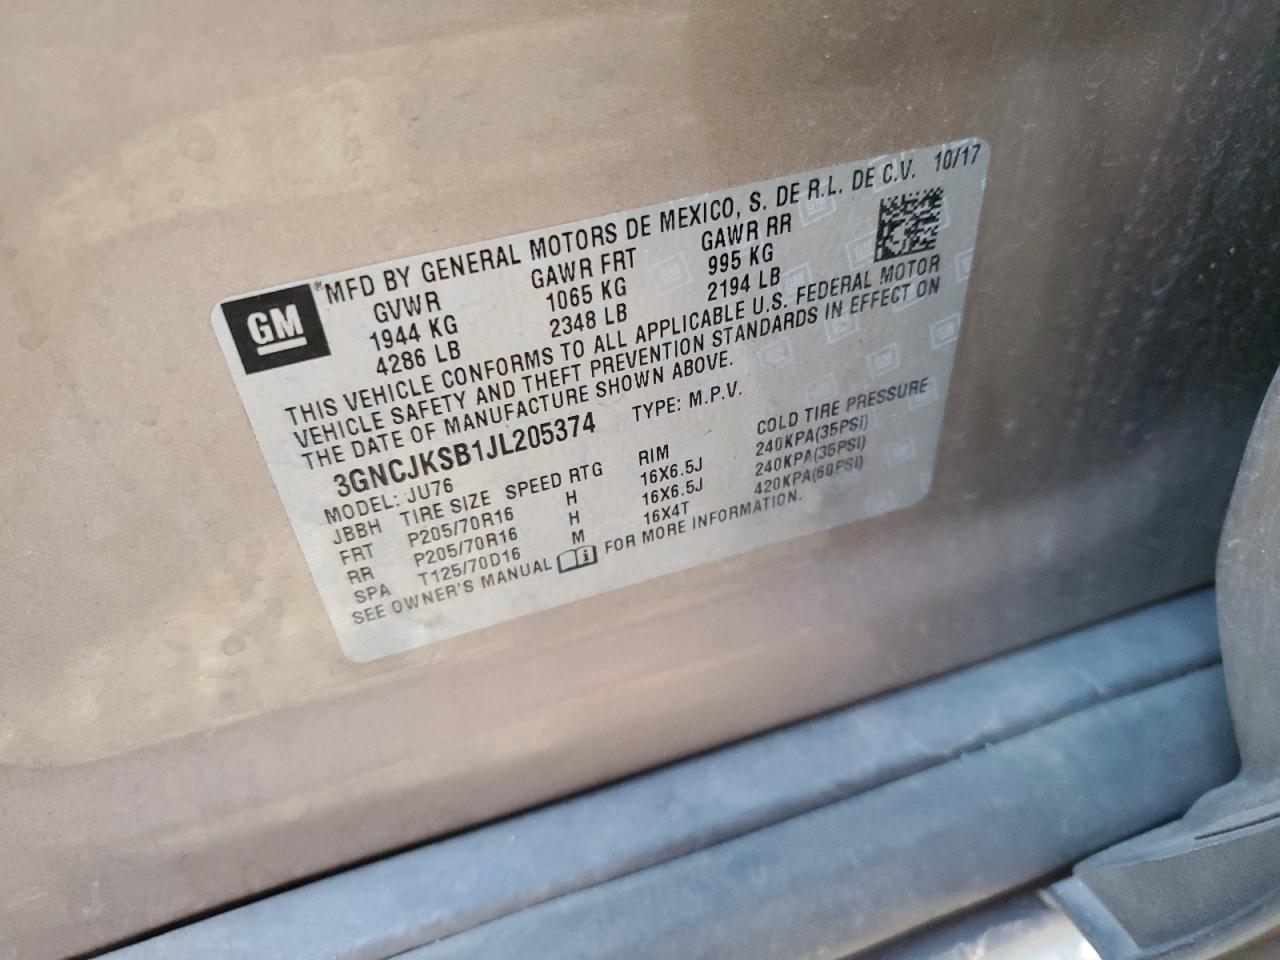 GM
®MFD BY GENERAL MOTORS DE MEXICO, S. DE R.L. DE C.V. 10/17
GVWR GAWR FRT GAWR RR
1944 KG 1065 KG 995 KG
4286 LB 2348 LB 2194 LB
THIS VEHICLE CONFORMS TO ALL APPLICABLE U.S. FEDERAL MOTOR
VEHICLE SAFETY AND THEFT PREVENTION STANDARDS IN EFFECT ON
THE DATE OF MANUFACTURE SHOWN ABOVE.
3GNCJKSB1JL205374 TYPE: M.P.V.
MODEL: JU76
JBBH TIRE SIZE SPEED RTG RIM COLD TIRE PRESSURE
FRT P205/70R16 H 16X6.5J 240KPA(35PSI)
RR P205/70R16 H 16X6.5J 240KPA(35PSI)
SPA T125/70D16 M 16X4T 420KPA(60PSI)
SEE OWNER'S MANUAL i FOR MORE INFORMATION.